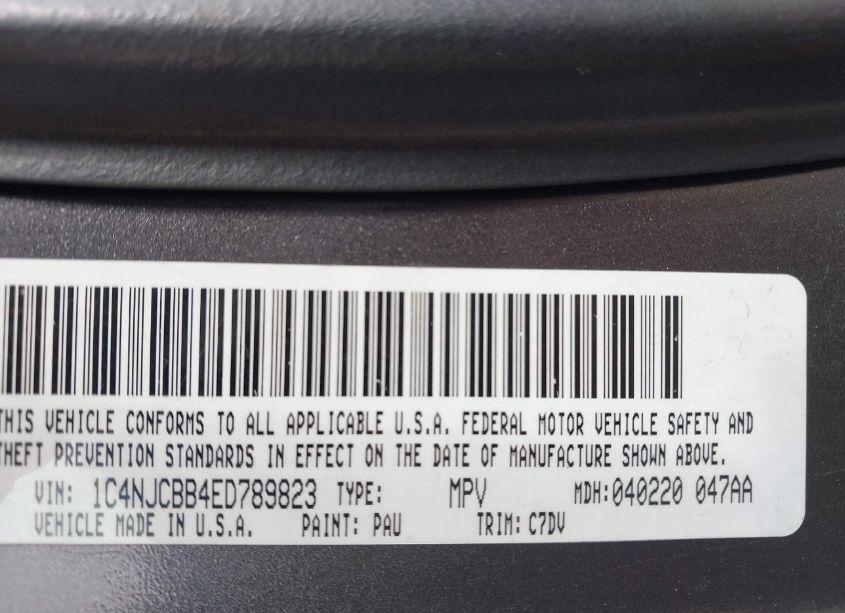 THIS VEHICLE CONFORMS TO ALL APPLICABLE U.S.A. FEDERAL MOTOR VEHICLE SAFETY AND
THEFT PREVENTION STANDARDS IN EFFECT ON THE DATE OF MANUFACTURE SHOWN ABOVE.
VIN: 1C4NJCBB4ED789823 TYPE: MPV MDH:040220 047AA
VEHICLE MADE IN U.S.A. PAINT: PAU TRIM: C7DV